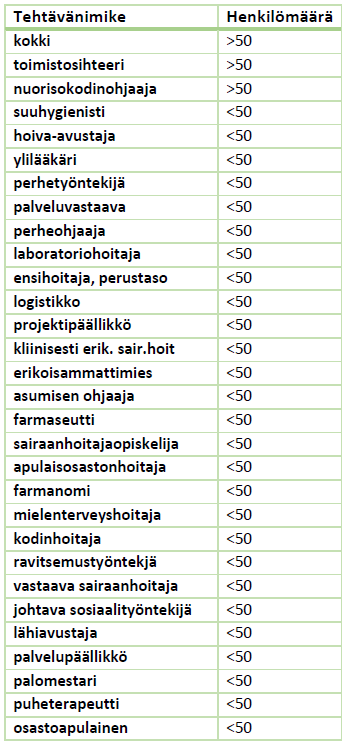 Tehtävänimike Henkilömäärä
kokki >50
toimistosihteeri >50
nuorisokodinohjaaja >50
suuhygienisti <50
hoiva-avustaja <50
ylilääkäri <50
perhetyöntekijä <50
palveluvastaava <50
perheohjaaja <50
laboratoriohoitaja <50
ensihoitaja, perustaso <50
logistikko <50
projektipäällikkö <50
kliinisesti erik. sair.hoit <50
erikoisammattimies <50
asumisen ohjaaja <50
farmaseutti <50
sairaanhoitajaopiskelija <50
apulaisosastonhoitaja <50
farmanomi <50
mielenterveyshoitaja <50
kodinhoitaja <50
ravitsemustyöntekjä <50
vastaava sairaanhoitaja <50
johtava sosiaalityöntekijä <50
lähiavustaja <50
palvelupäällikkö <50
palomestari <50
puheterapeutti <50
osastoapulainen <50